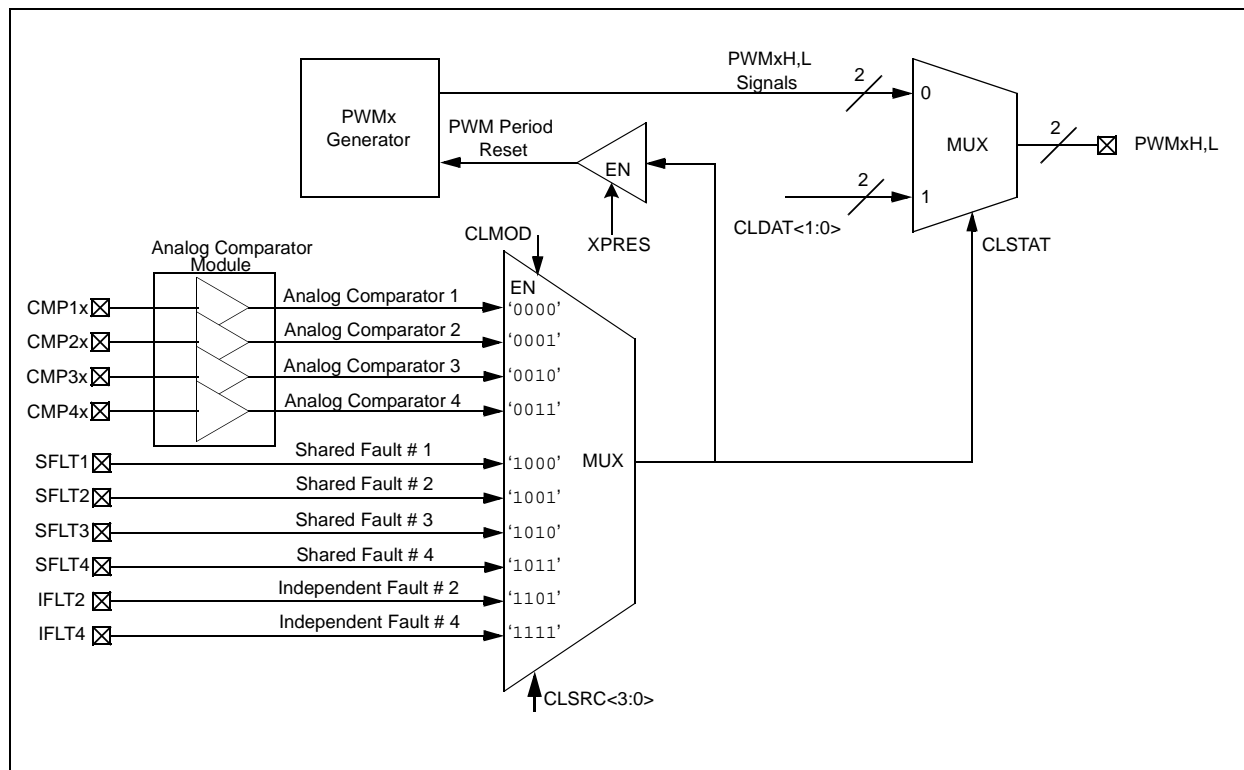 PWMxH,L
Signals
2
0
PWMx
Generator
PWM Period
Reset
EN
XPRES
MUX
2
PWMxH,L
2
1
CLDAT<1:0>
CLSTAT
CLMOD
Analog Comparator
Module
EN
CMP1x
Analog Comparator 1
‘0000’
CMP2x
Analog Comparator 2
‘0001’
CMP3x
Analog Comparator 3
‘0010’
CMP4x
Analog Comparator 4
‘0011’
SFLT1
Shared Fault # 1
‘1000’
MUX
SFLT2
Shared Fault # 2
‘1001’
SFLT3
Shared Fault # 3
‘1010’
SFLT4
Shared Fault # 4
‘1011’
IFLT2
Independent Fault # 2
‘1101’
IFLT4
Independent Fault # 4
‘1111’
CLSRC<3:0>